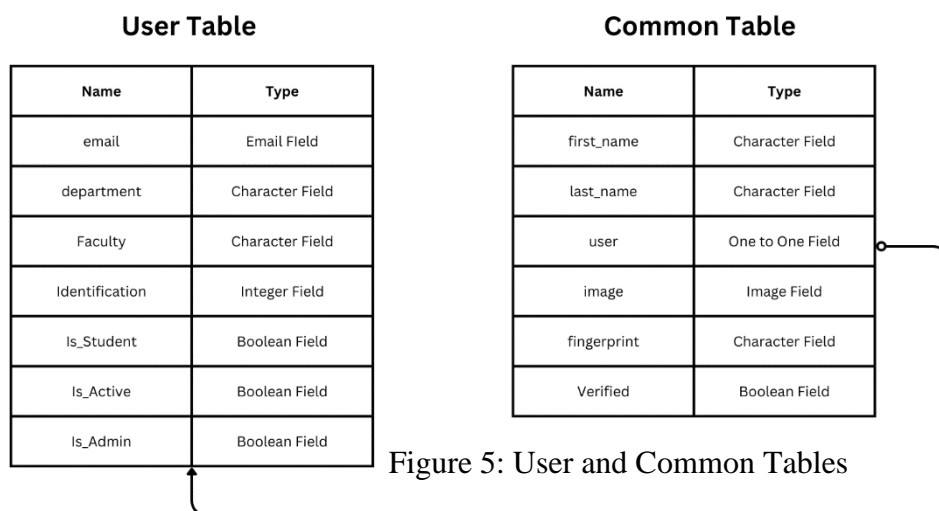 User Table
Name Type
email Email FIeld
department Character Field
Faculty Character Field
Identification Integer Field
Is_Student Boolean Field
Is_Active Boolean Field
Is_Admin Boolean Field
Common Table
Name Type
first_name Character Field
last_name Character Field
user One to One Field
image Image Field
fingerprint Character Field
Verified Boolean Field
Figure 5: User and Common Tables